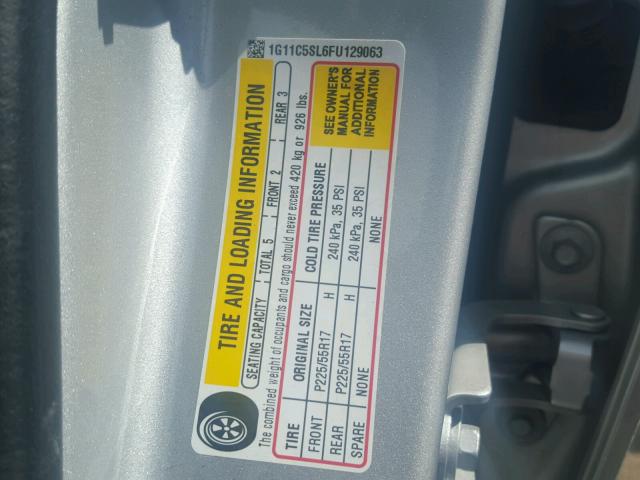 1G11C5SL6FU129063
TIRE AND LOADING INFORMATION
SEATING CAPACITY TOTAL 5 FRONT 2 REAR 3
The combined weight of occupants and cargo should never exceed 420 kg or 926 lbs.
TIRE ORIGINAL SIZE COLD TIRE PRESSURE
FRONT P225/55R17 H 240 kPa, 35 PSI
REAR P225/55R17 H 240 kPa, 35 PSI
SPARE NONE NONE
SEE OWNER'S
MANUAL FOR
ADDITIONAL
INFORMATION